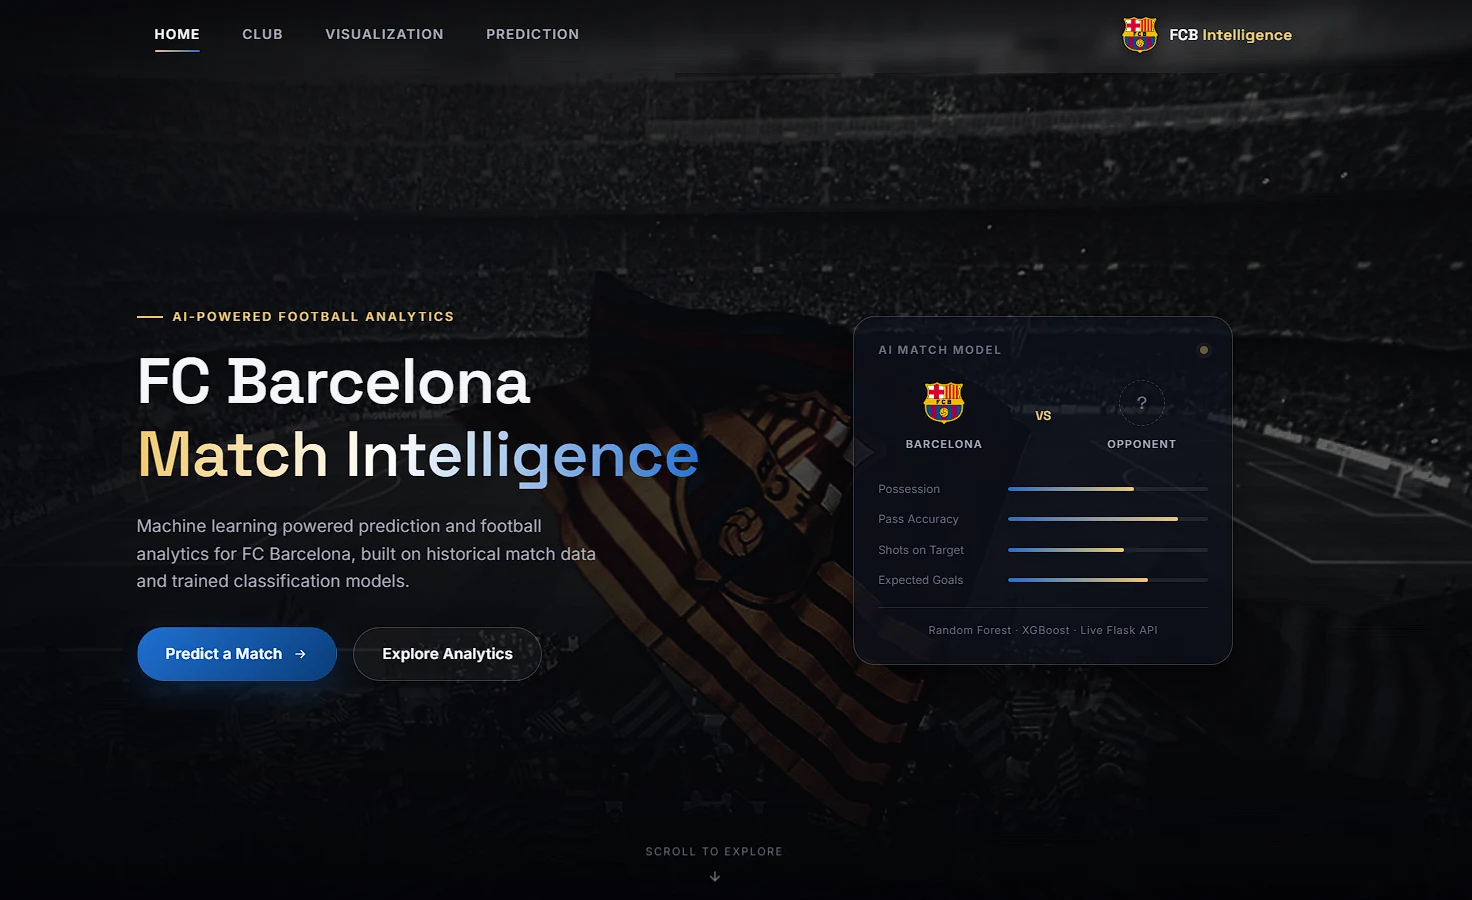 HOME CLUB VISUALIZATION PREDICTION
FCB Intelligence
AI-POWERED FOOTBALL ANALYTICS
FC Barcelona
Match Intelligence
Machine learning powered prediction and football
analytics for FC Barcelona, built on historical match data
and trained classification models.
Predict a Match →
Explore Analytics
AI MATCH MODEL
FCB
BARCELONA
VS
?
OPPONENT
Possession
Pass Accuracy
Shots on Target
Expected Goals
Random Forest · XGBoost · Live Flask API
SCROLL TO EXPLORE